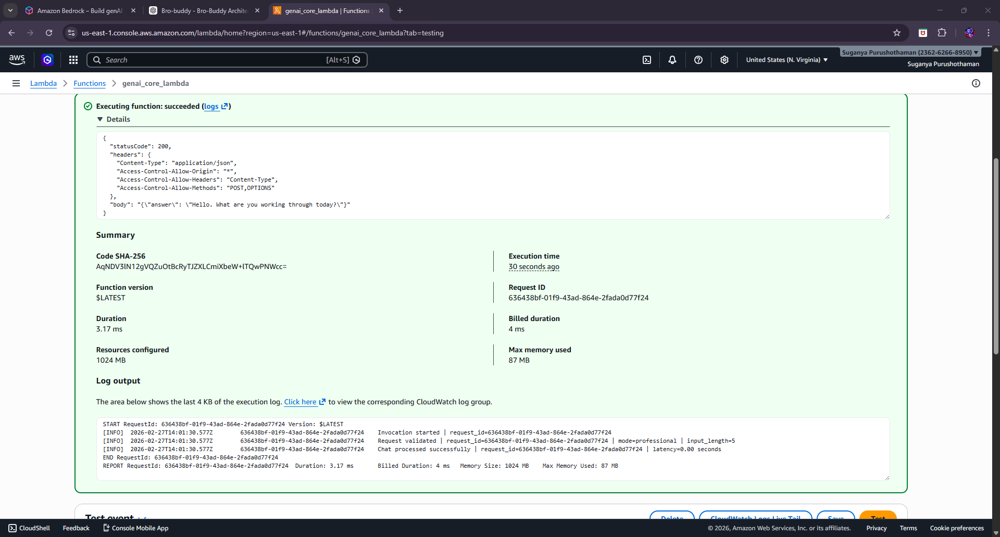 Amazon Bedrock – Build genAI
Bro-buddy - Bro-Buddy Archite
genai_core_lambda | Functions
us-east-1.console.aws.amazon.com/lambda/home?region=us-east-1#/functions/genai_core_lambda?tab=testing
aws
Search
[Alt+S]
United States (N. Virginia)
Suganya Purushothaman (2362-6266-8950)
Suganya Purushothaman
Lambda
Functions
genai_core_lambda
Executing function: succeeded (logs)
Details
{
"statusCode": 200,
"headers": {
"Content-Type": "application/json",
"Access-Control-Allow-Origin": "*",
"Access-Control-Allow-Headers": "Content-Type",
"Access-Control-Allow-Methods": "POST,OPTIONS"
},
"body": "{\"answer\": \"Hello. What are you working through today?\"}"
}
Summary
Code SHA-256
AqNDV3lN12gVQZuOtBcRyTJZXLCmiXbeW+lTQwPNWcc=
Execution time
30 seconds ago
Function version
$LATEST
Request ID
636438bf-01f9-43ad-864e-2fada0d77f24
Duration
3.17 ms
Billed duration
4 ms
Resources configured
1024 MB
Max memory used
87 MB
Log output
The area below shows the last 4 KB of the execution log. Click here to view the corresponding CloudWatch log group.
START RequestId: 636438bf-01f9-43ad-864e-2fada0d77f24 Version: $LATEST
[INFO] 2026-02-27T14:01:30.577Z 636438bf-01f9-43ad-864e-2fada0d77f24 Invocation started | request_id=636438bf-01f9-43ad-864e-2fada0d77f24
[INFO] 2026-02-27T14:01:30.577Z 636438bf-01f9-43ad-864e-2fada0d77f24 Request validated | request_id=636438bf-01f9-43ad-864e-2fada0d77f24 | mode=professional | input_length=5
[INFO] 2026-02-27T14:01:30.577Z 636438bf-01f9-43ad-864e-2fada0d77f24 Chat processed successfully | request_id=636438bf-01f9-43ad-864e-2fada0d77f24 | latency=0.00 seconds
END RequestId: 636438bf-01f9-43ad-864e-2fada0d77f24
REPORT RequestId: 636438bf-01f9-43ad-864e-2fada0d77f24 Duration: 3.17 ms Billed Duration: 4 ms Memory Size: 1024 MB Max Memory Used: 87 MB
Test event Info
Delete
CloudWatch Logs Live Tail
Save
Test
CloudShell
Feedback
Console Mobile App
© 2026, Amazon Web Services, Inc. or its affiliates.
Privacy
Terms
Cookie preferences